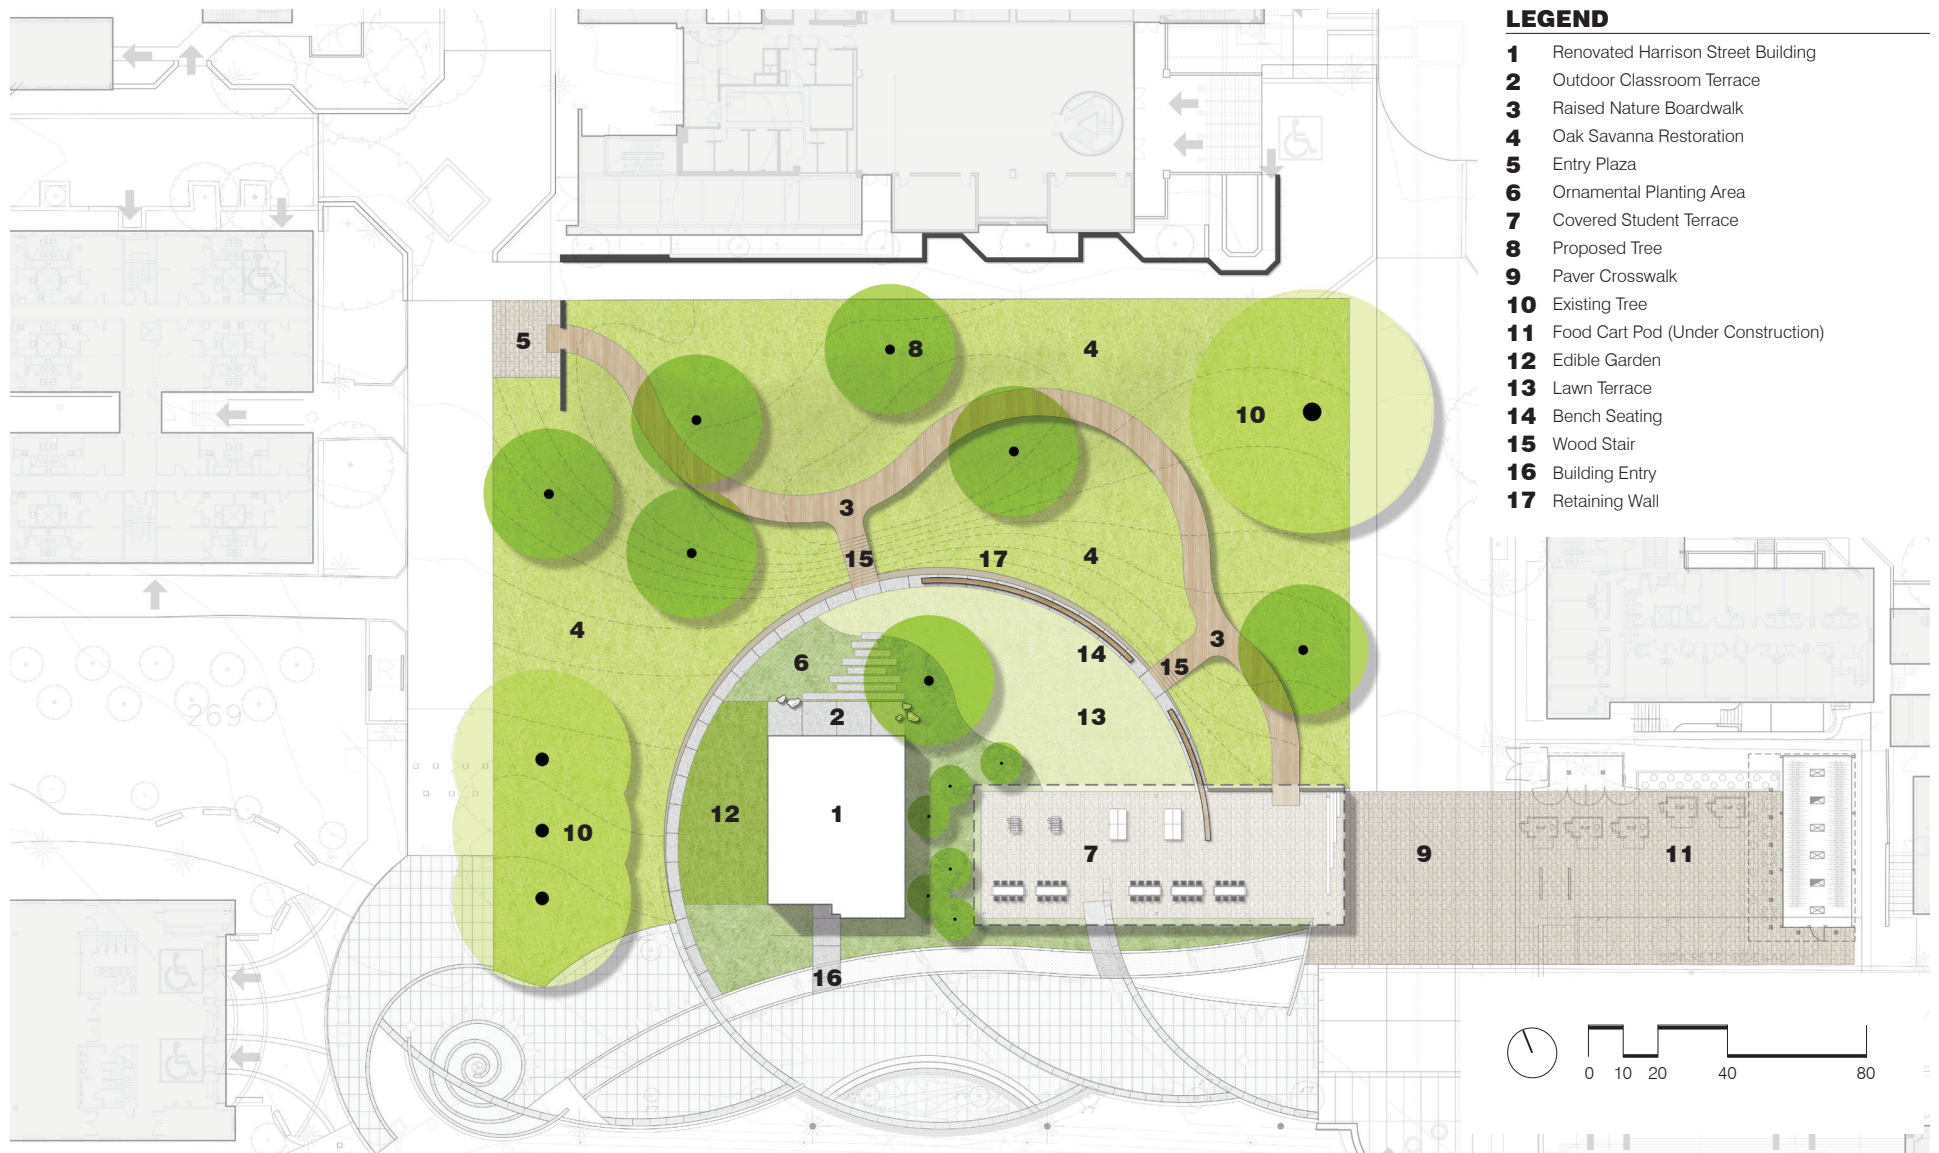 LEGEND
1 Renovated Harrison Street Building
2 Outdoor Classroom Terrace
3 Raised Nature Boardwalk
4 Oak Savanna Restoration
5 Entry Plaza
6 Ornamental Planting Area
7 Covered Student Terrace
8 Proposed Tree
9 Paver Crosswalk
10 Existing Tree
11 Food Cart Pod (Under Construction)
12 Edible Garden
13 Lawn Terrace
14 Bench Seating
15 Wood Stair
16 Building Entry
17 Retaining Wall
5
8
4
10
3
15
17
4
4
3
6
14
15
2
13
12
1
10
7
9
11
16
269
R
CONCRETE SIDEWALK
0 10 20 40 80